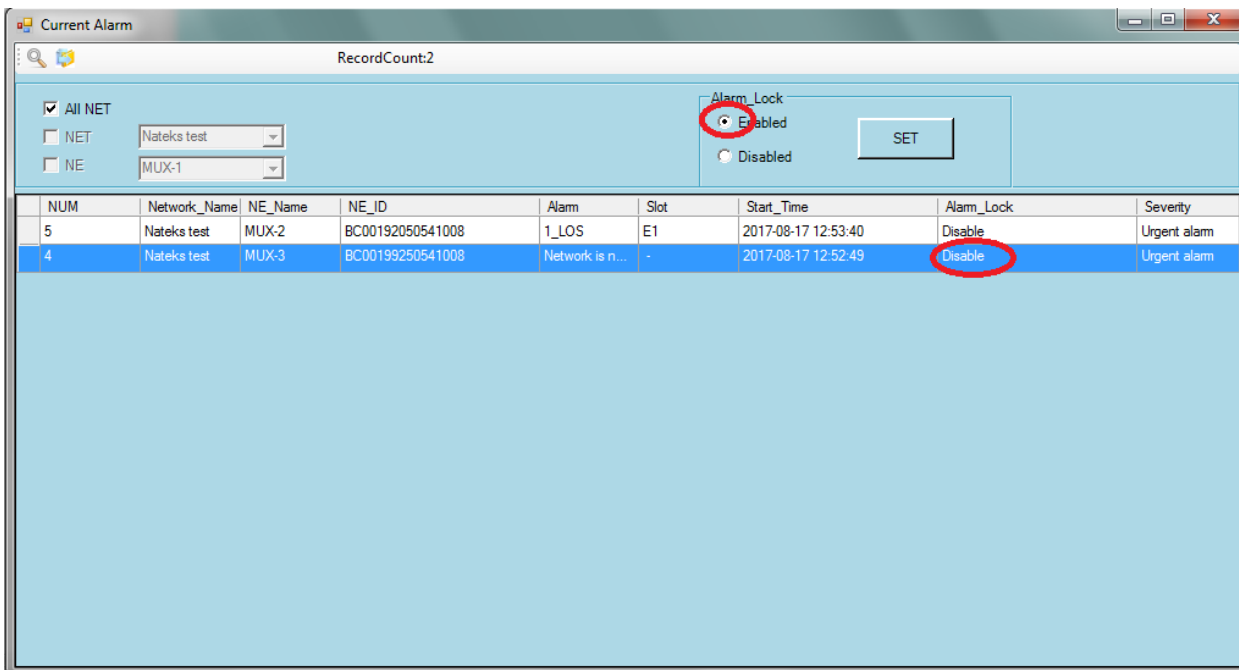 Current Alarm
RecordCount:2
All NET
NET Nateks test
NE MUX-1
Alarm_Lock
Enabled
Disabled
SET
NUM Network_Name NE_Name NE_ID Alarm Slot Start_Time Alarm_Lock Severity
5 Nateks test MUX-2 BC00192050541008 1_LOS E1 2017-08-17 12:53:40 Disable Urgent alarm
4 Nateks test MUX-3 BC00199250541008 Network is n... - 2017-08-17 12:52:49 Disable Urgent alarm